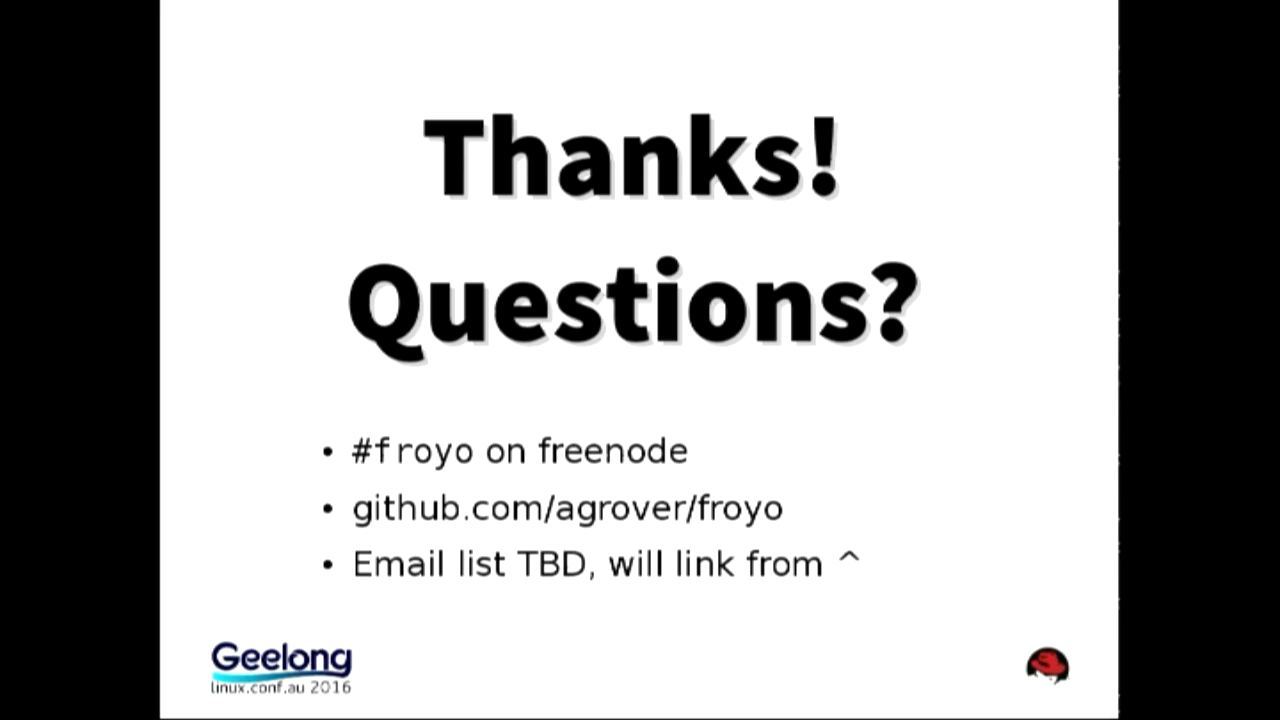 Thanks!
Questions?
• #froyo on freenode
• github.com/agrover/froyo
• Email list TBD, will link from ^
Geelong
linux.conf.au 2016